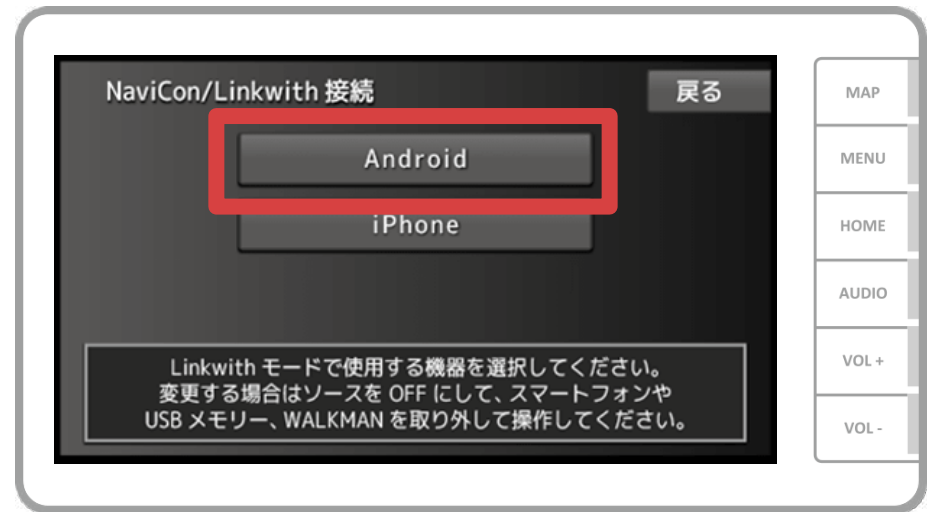 NaviCon/Linkwith 接続
戻る
Android
iPhone
Linkwith モードで使用する機器を選択してください。
変更する場合はソースを OFF にして、スマートフォンや
USB メモリー、WALKMAN を取り外して操作してください。
MAP
MENU
HOME
AUDIO
VOL +
VOL -